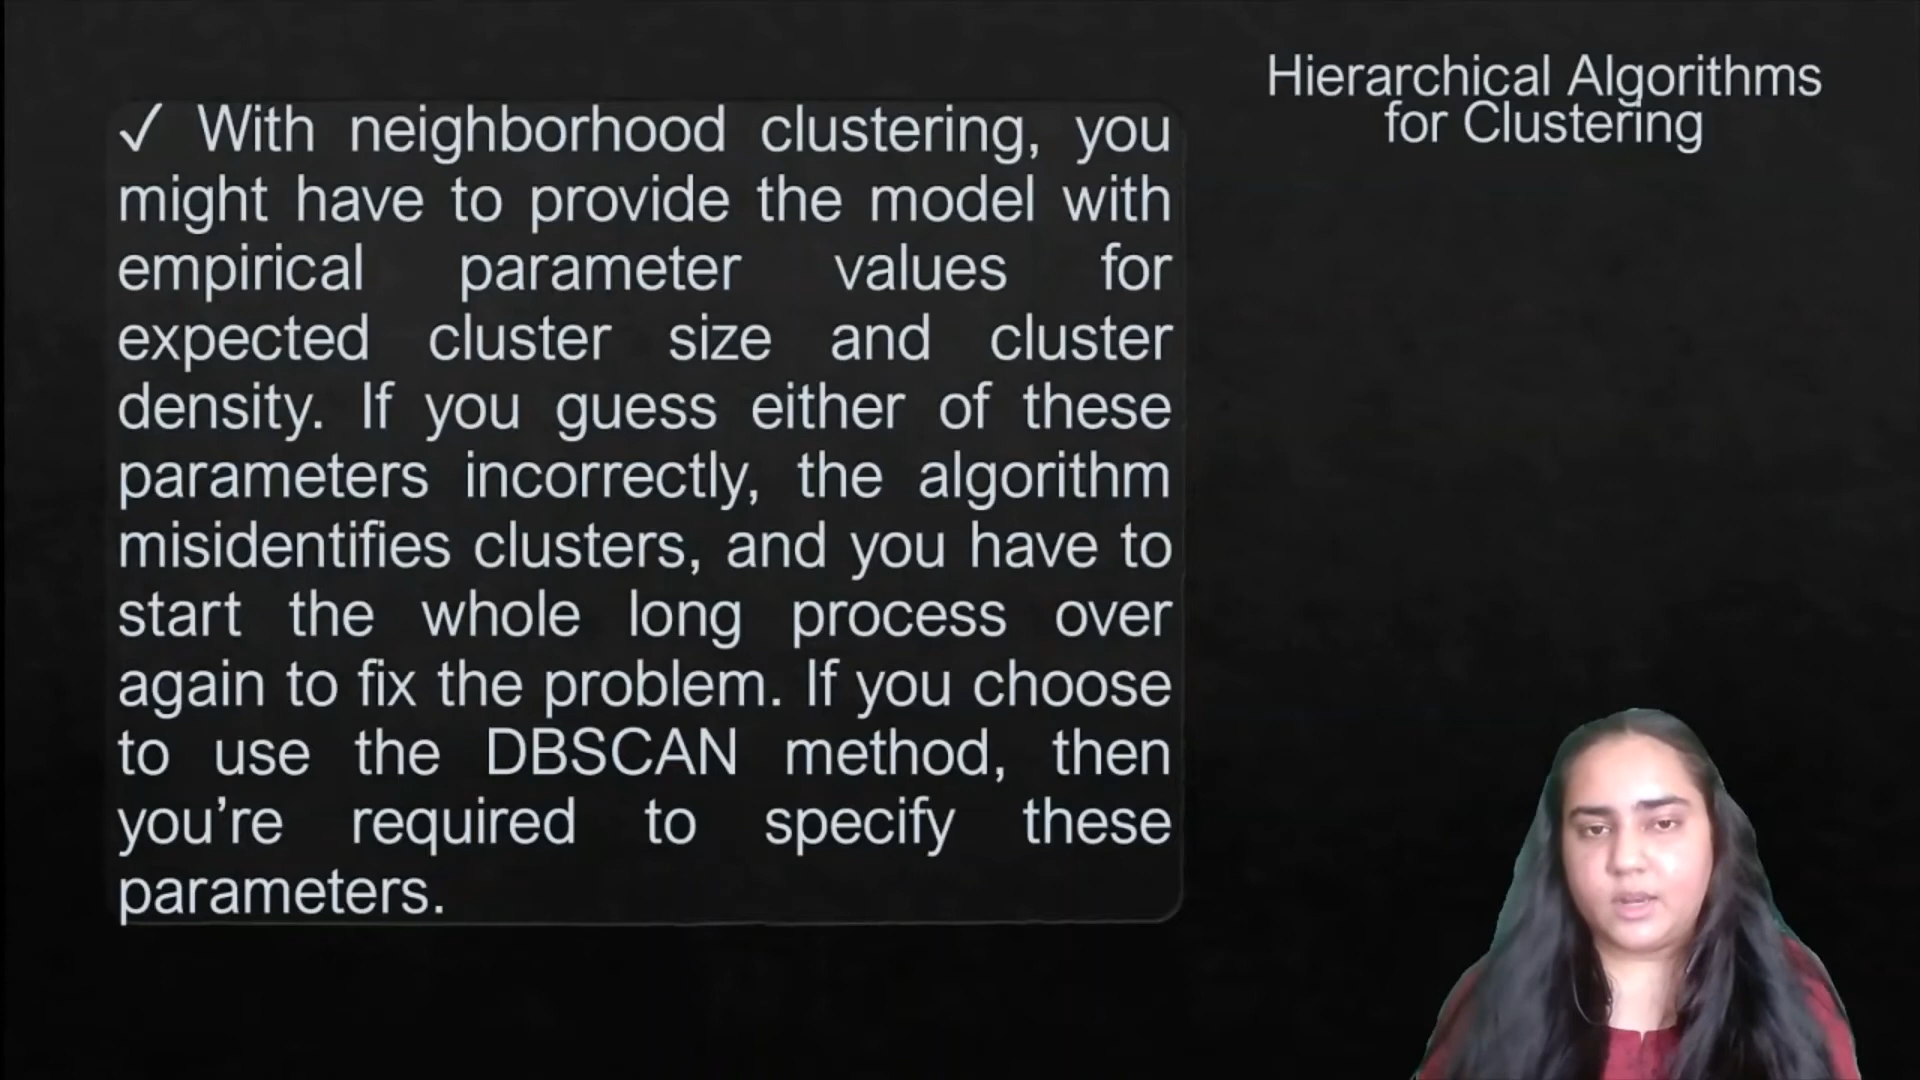 Hierarchical Algorithms
for Clustering
✓ With neighborhood clustering, you
might have to provide the model with
empirical parameter values for
expected cluster size and cluster
density. If you guess either of these
parameters incorrectly, the algorithm
misidentifies clusters, and you have to
start the whole long process over
again to fix the problem. If you choose
to use the DBSCAN method, then
you’re required to specify these
parameters.